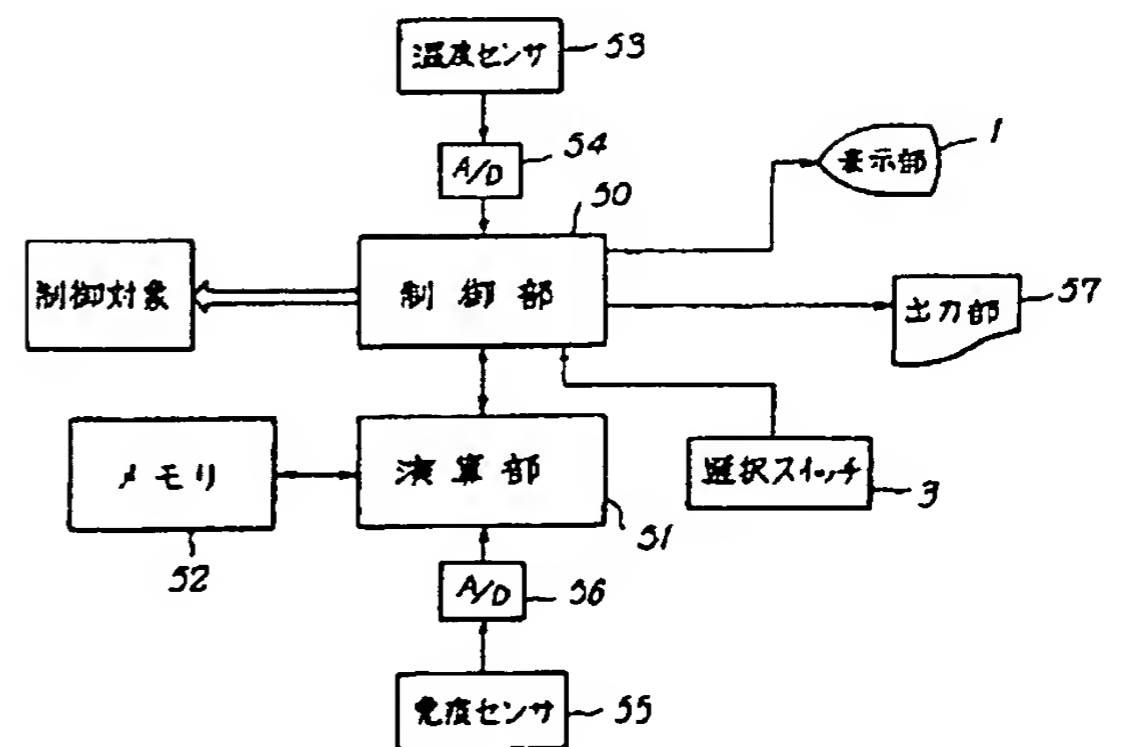 温度センサ
53
A/D
54
50
表示部
1
制御対象
制御部
出力部
57
メモリ
52
演算部
51
選択スイッチ
3
A/D
56
免疫センサ
55